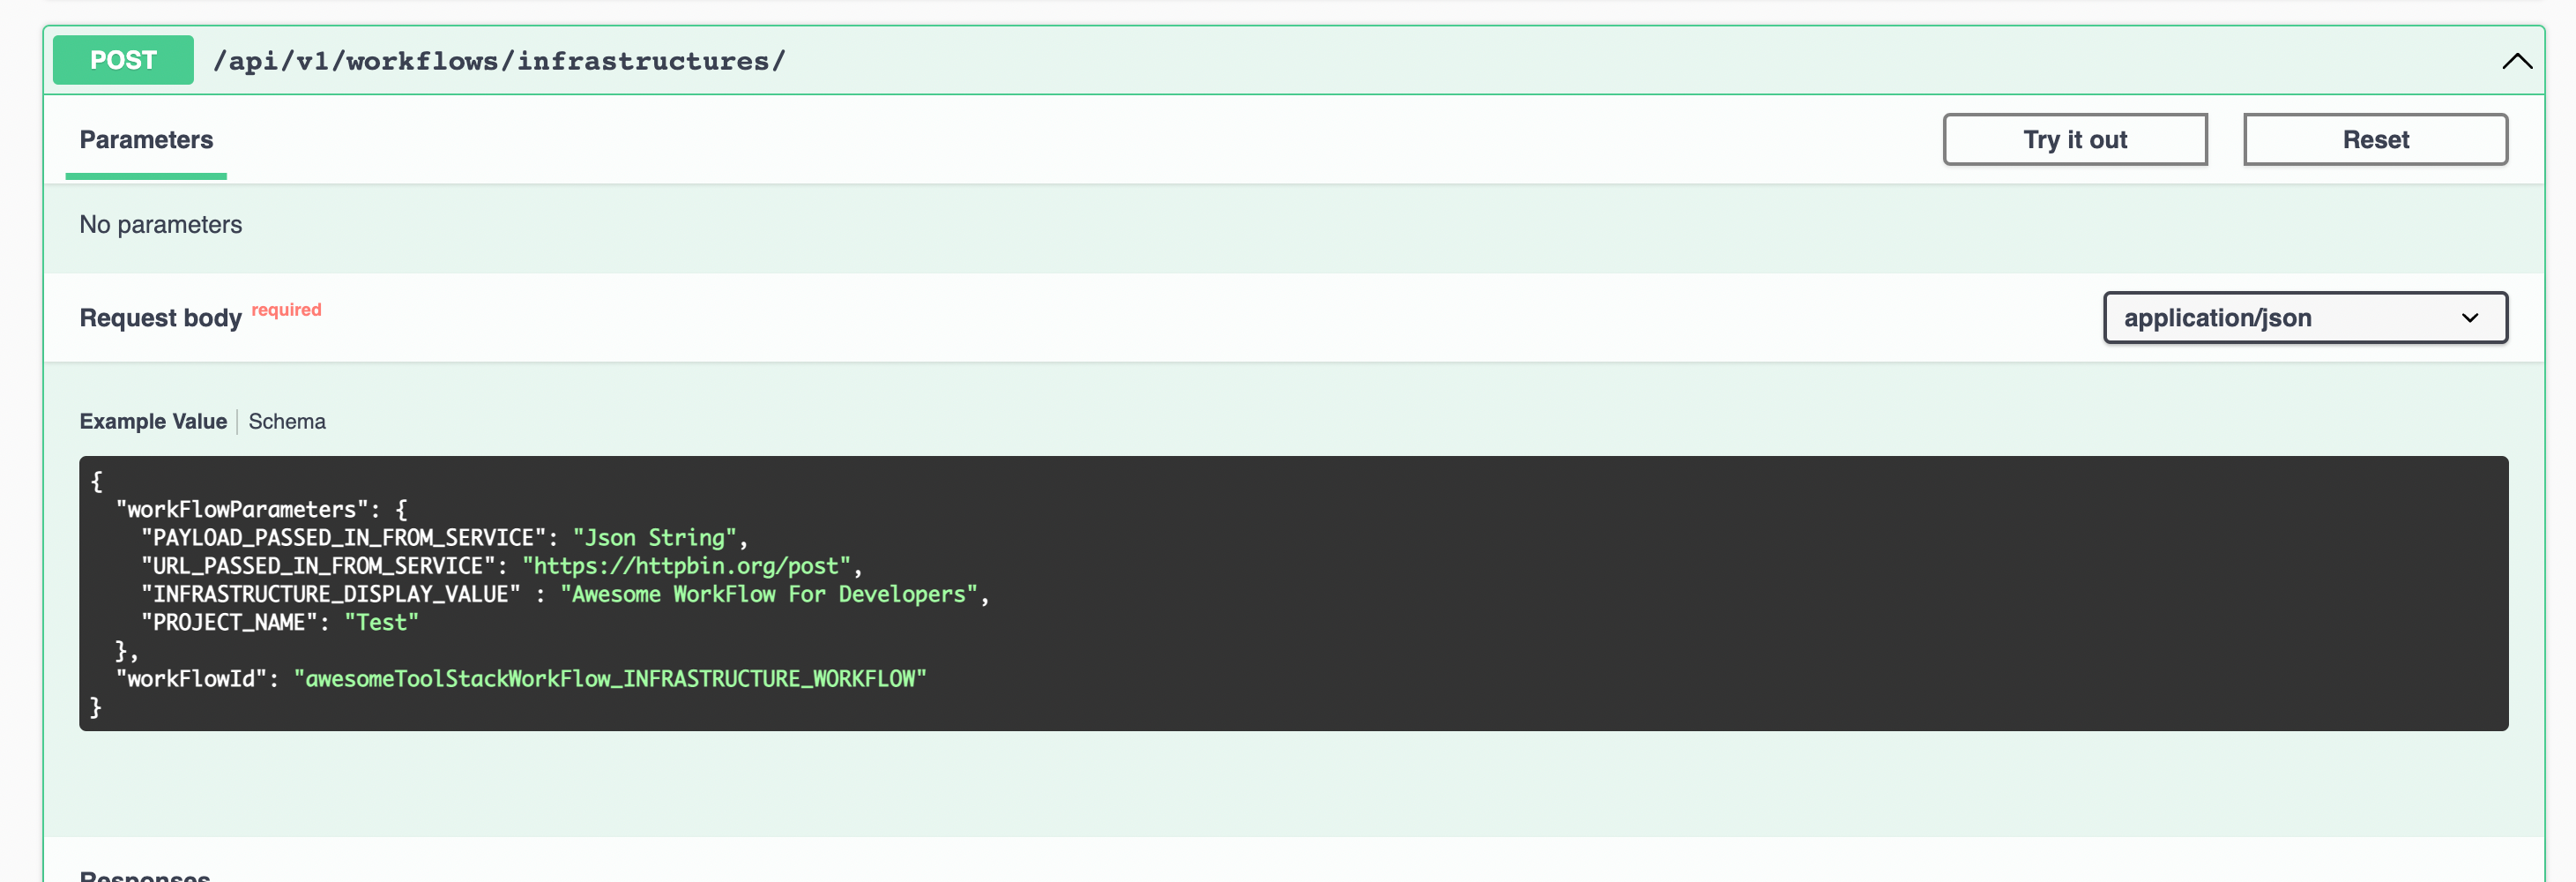 POST /api/v1/workflows/infrastructures/
Parameters
Try it out
Reset
No parameters
Request body required
application/json
Example Value Schema
{
"workFlowParameters": {
"PAYLOAD_PASSED_IN_FROM_SERVICE": "Json String",
"URL_PASSED_IN_FROM_SERVICE": "https://httpbin.org/post",
"INFRASTRUCTURE_DISPLAY_VALUE" : "Awesome WorkFlow For Developers",
"PROJECT_NAME": "Test"
},
"workFlowId": "awesomeToolStackWorkFlow_INFRASTRUCTURE_WORKFLOW"
}
Responses